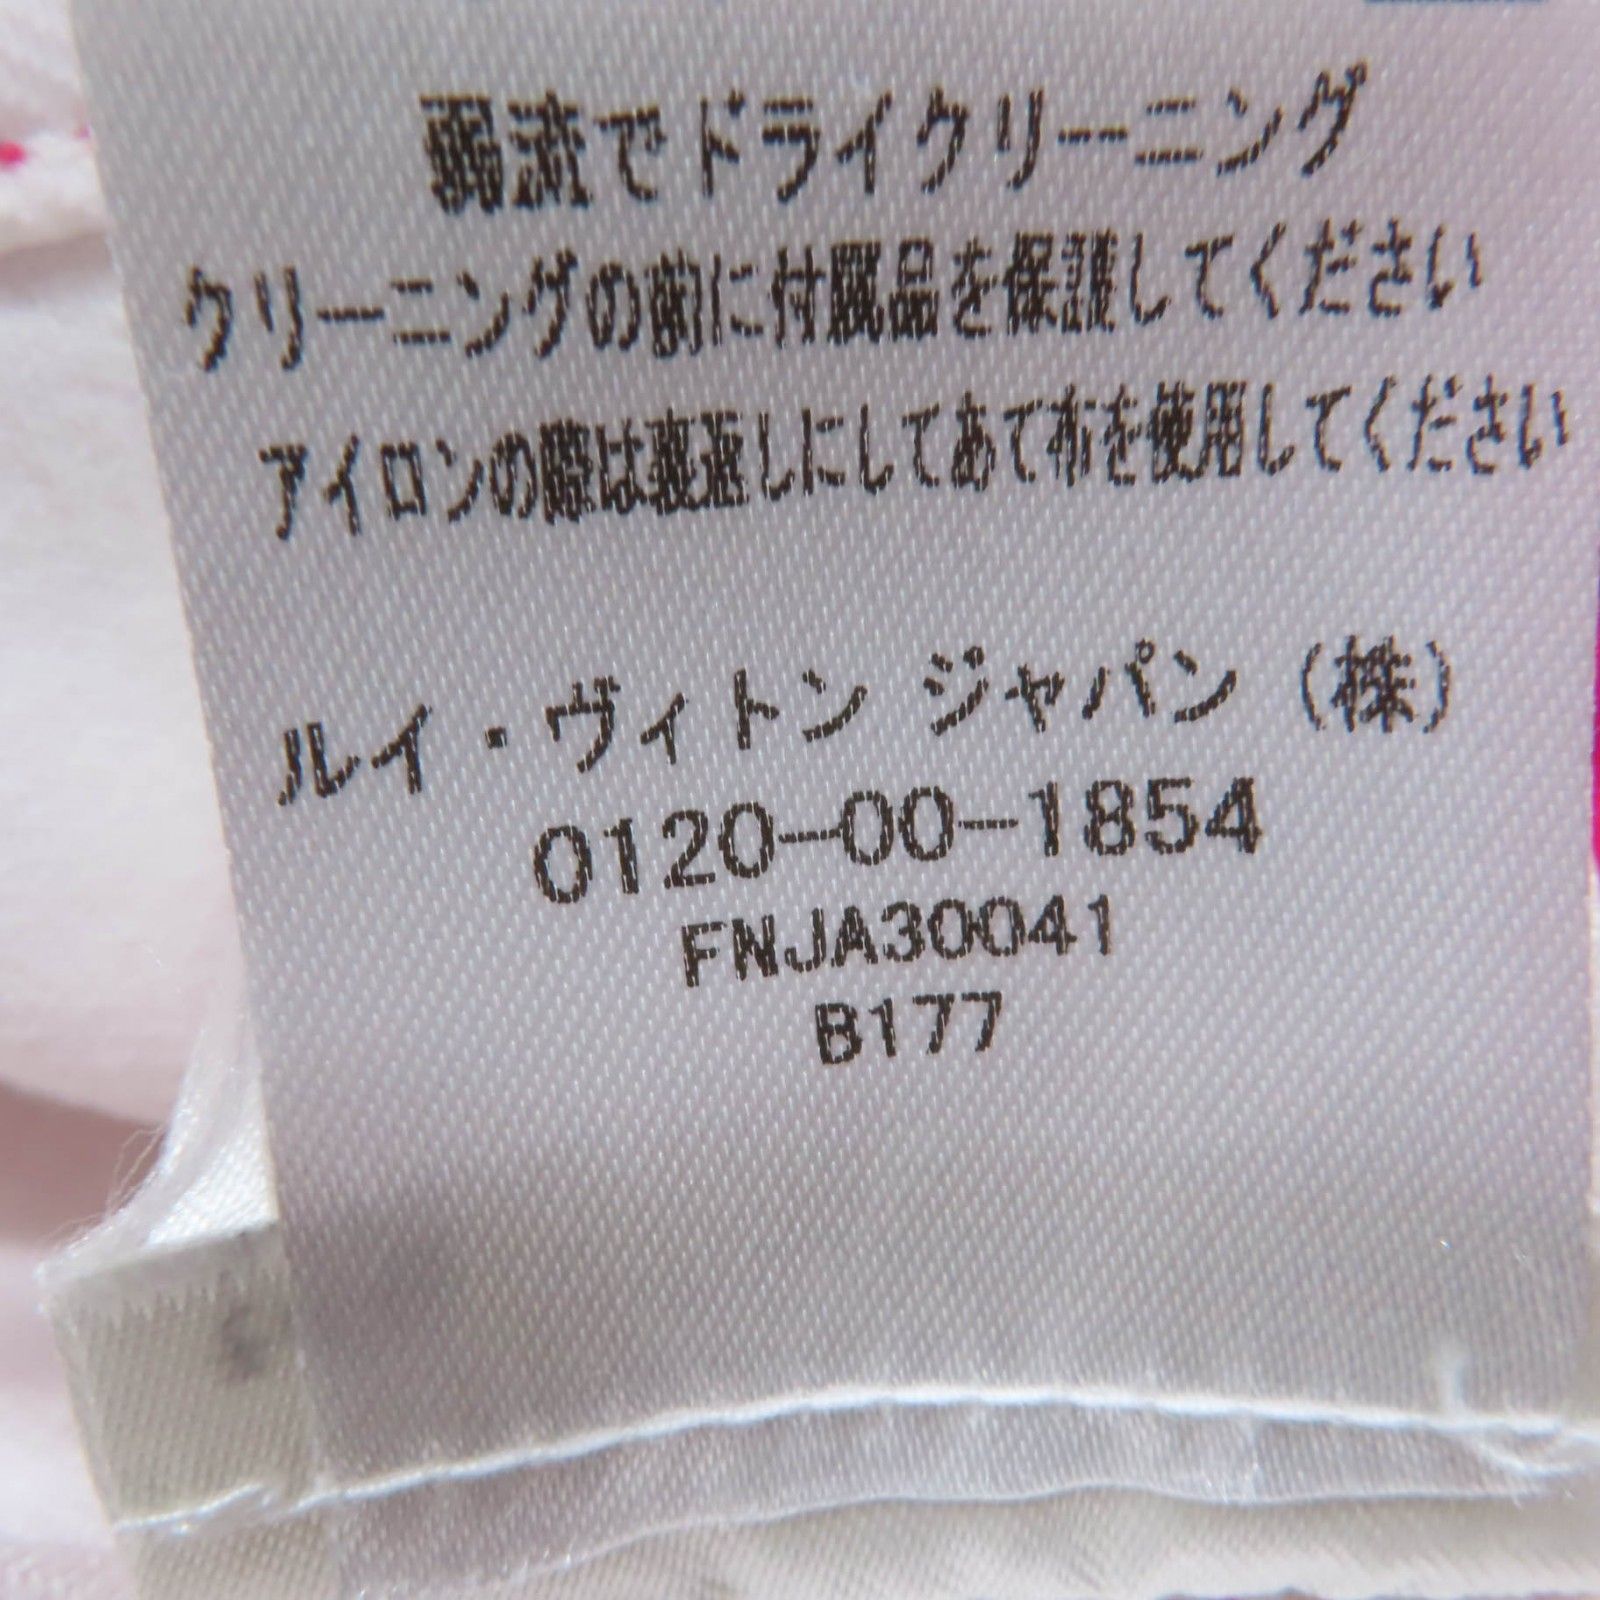 弱流でドライクリーニング
クリーニングの前に付属品を保護してください
アイロンの際は裏返しにしてあて布を使用してください
ルイ・ヴィトン ジャパン (株)
0120-00-1854
FNJA30041
B177